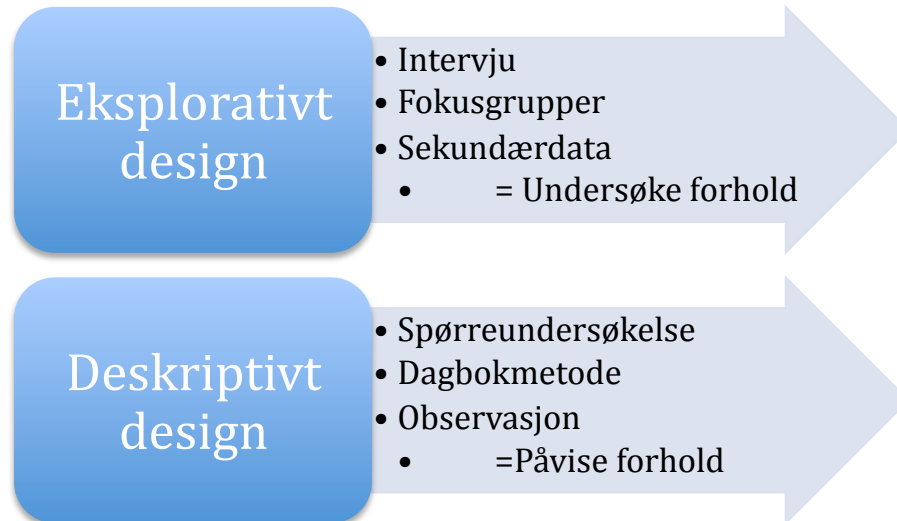 Eksplorativt
design
• Intervju
• Fokusgrupper
• Sekundærdata
• = Undersøke forhold
Deskriptivt
design
• Spørreundersøkelse
• Dagbokmetode
• Observasjon
• =Påvise forhold